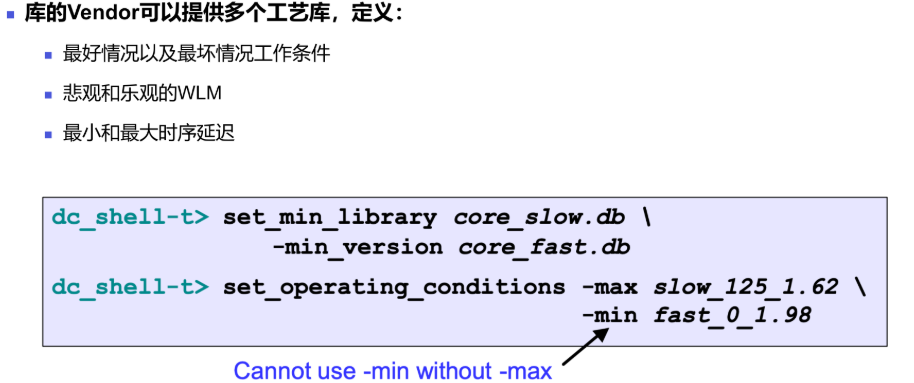 库的Vendor可以提供多个工艺库，定义：
最好情况以及最坏情况工作条件
悲观和乐观的WLM
最小和最大时序延迟
dc_shell-t> set_min_library core_slow.db \
-min_version core_fast.db
dc_shell-t> set_operating_conditions -max slow_125_1.62 \
-min fast_0_1.98
Cannot use -min without -max